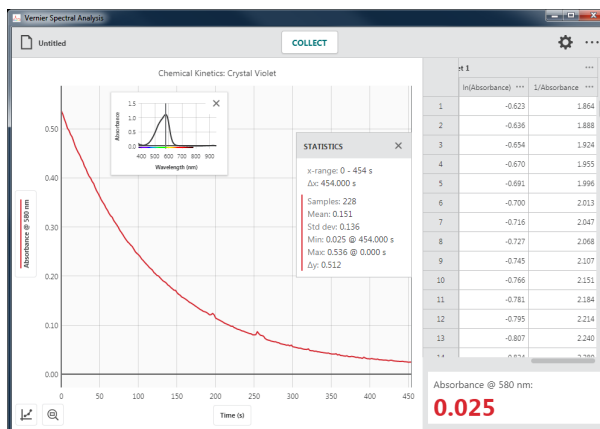 Vernier Spectral Analysis
Untitled
COLLECT
Chemical Kinetics: Crystal Violet
Absorbance @ 580 nm
0.50
0.40
0.30
0.20
0.10
0.00
0 50 100 150 200 250 300 350 400 450
Time (s)
Absorbance
1.5
1.0
0.5
0.0
400 500 600 700 800 900
Wavelength (nm)
STATISTICS
x-range: 0 – 454 s
Δx: 454.000 s
Samples: 228
Mean: 0.151
Std dev: 0.136
Min: 0.025 @ 454.000 s
Max: 0.536 @ 0.000 s
Δy: 0.512
et 1
ln(Absorbance) 1/Absorbance
1 -0.623 1.864
2 -0.636 1.888
3 -0.654 1.924
4 -0.670 1.955
5 -0.691 1.996
6 -0.700 2.013
7 -0.716 2.047
8 -0.727 2.068
9 -0.745 2.107
10 -0.766 2.151
11 -0.781 2.184
12 -0.795 2.214
13 -0.807 2.240
Absorbance @ 580 nm:
0.025